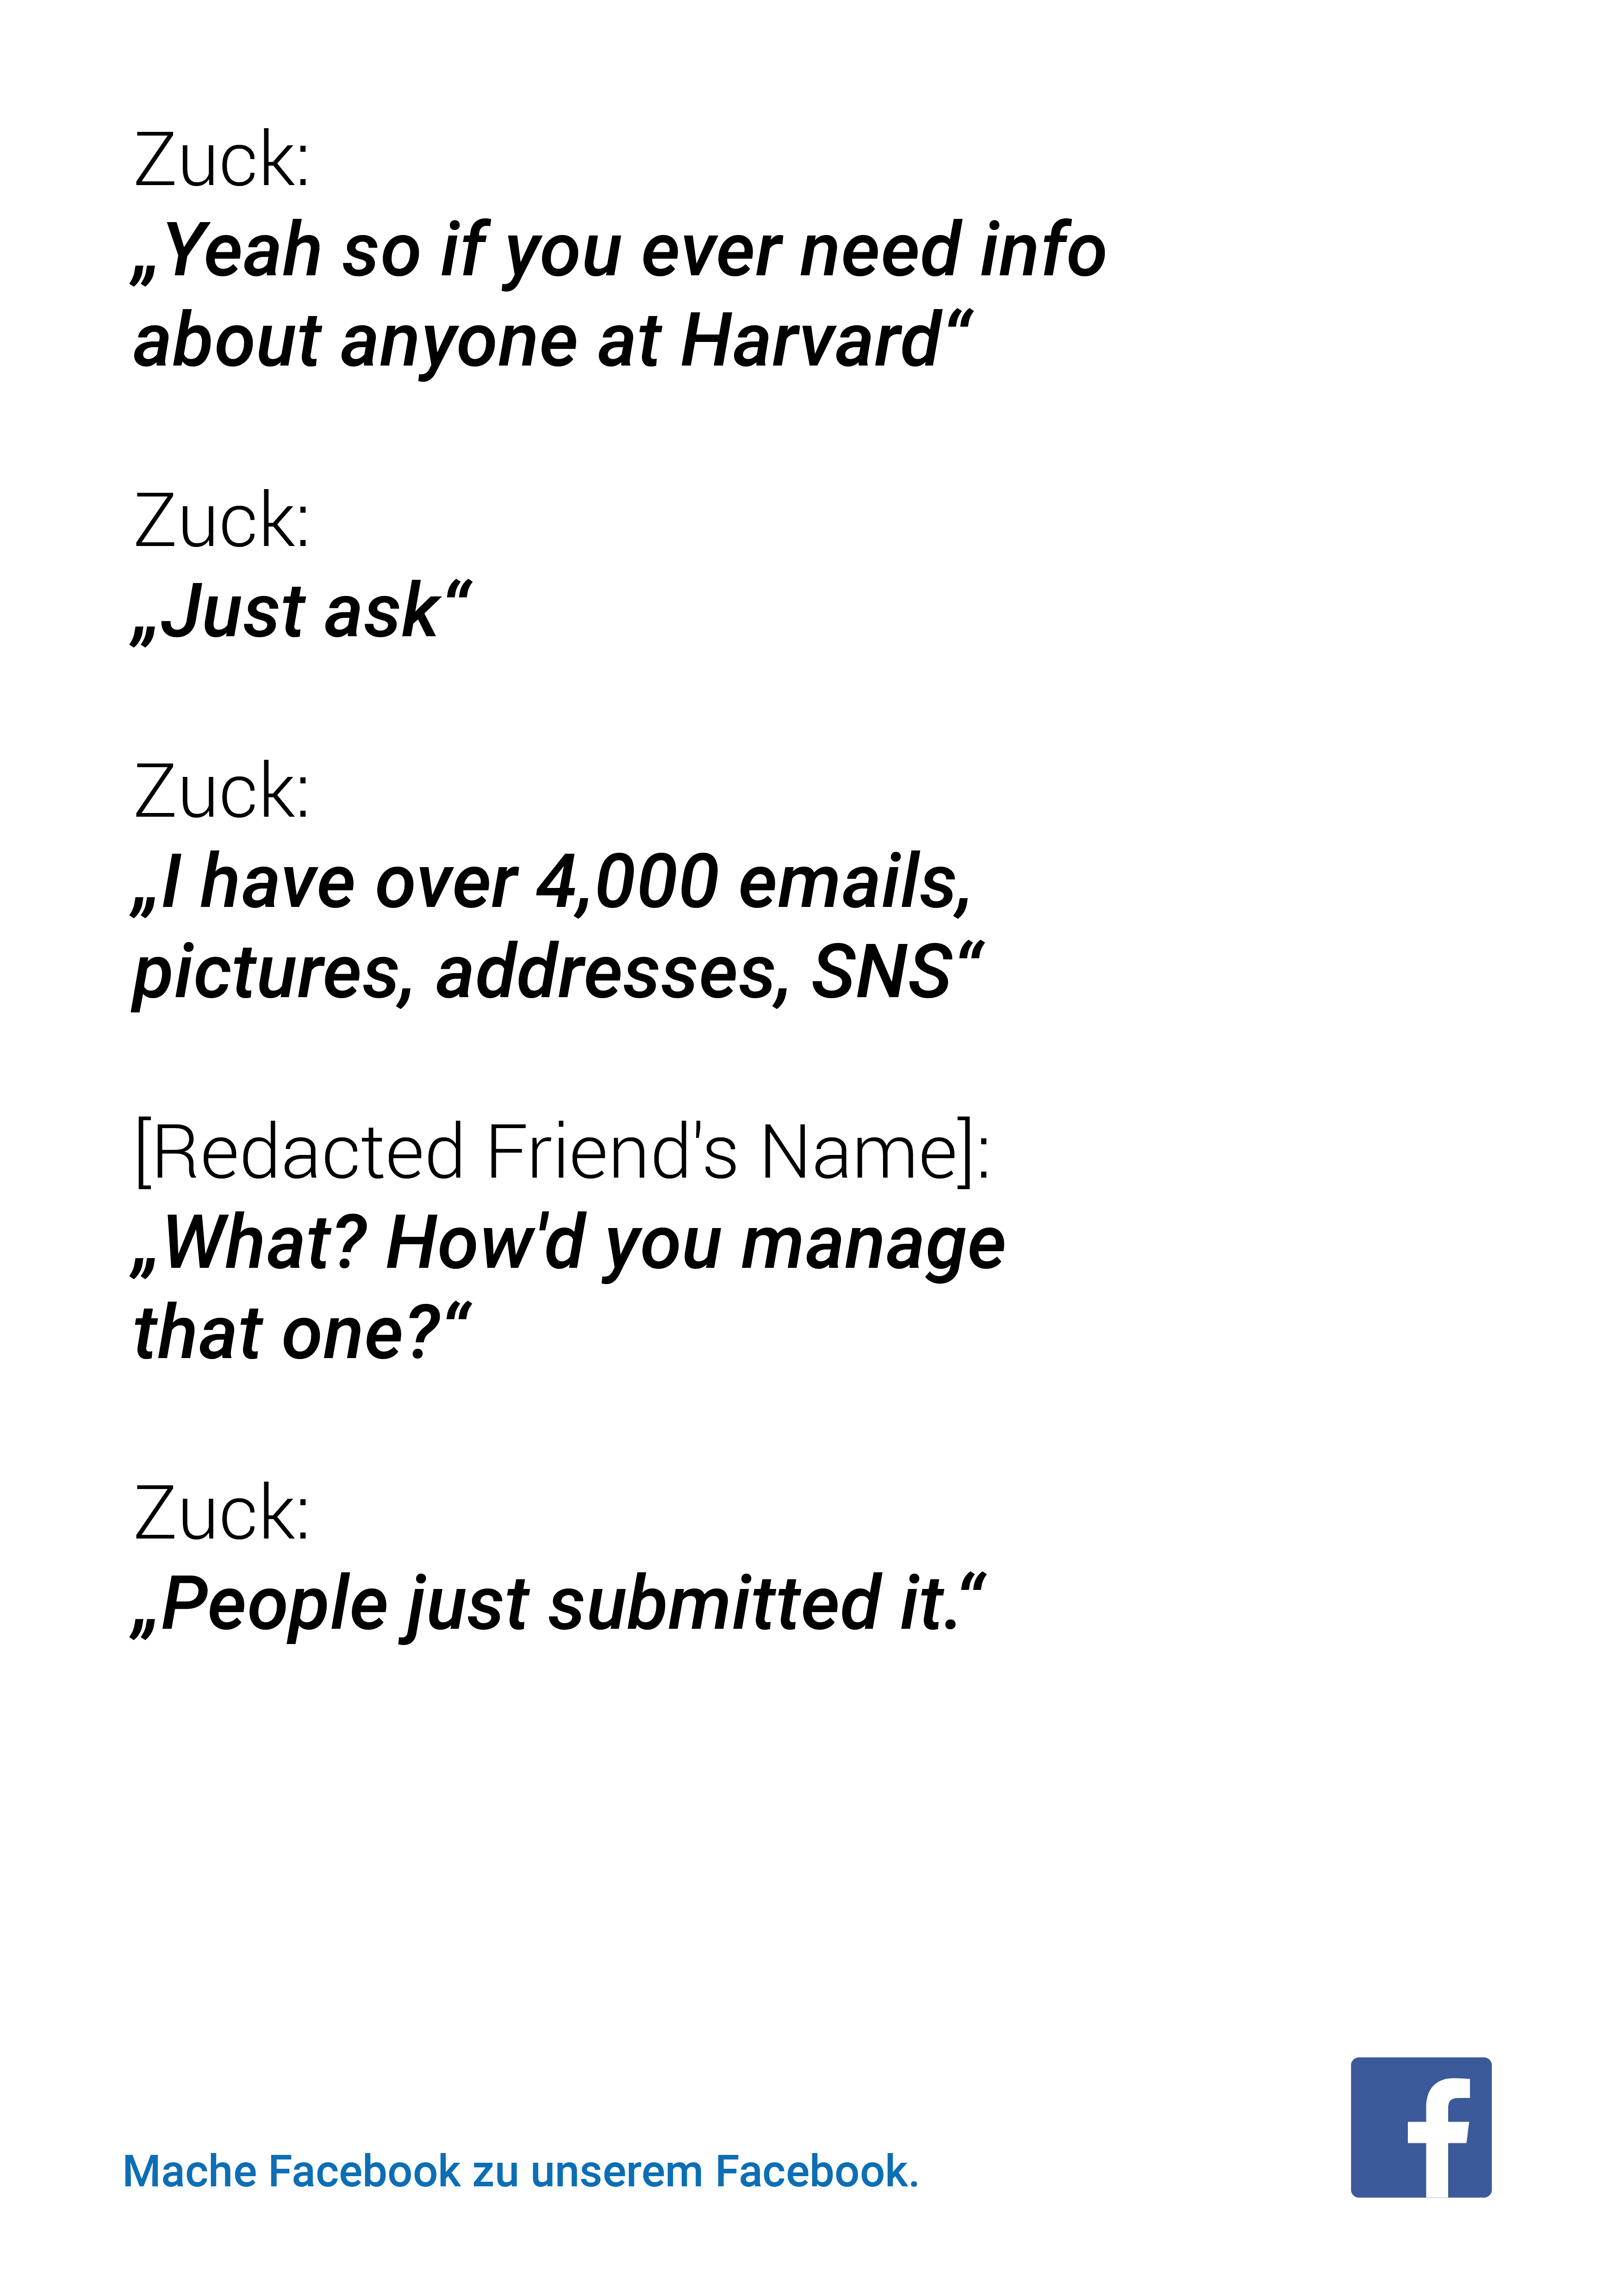 Zuck:
„Yeah so if you ever need info
about anyone at Harvard“
Zuck:
„Just ask“
Zuck:
„I have over 4,000 emails,
pictures, addresses, SNS“
[Redacted Friend's Name]:
„What? How'd you manage
that one?“
Zuck:
„People just submitted it.“
Mache Facebook zu unserem Facebook.
f